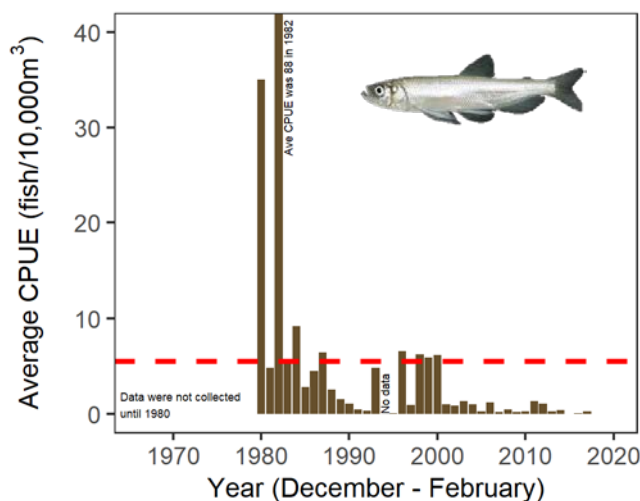 Average CPUE (fish/10,000m³)
40
30
20
10
0
Ave CPUE was 88 in 1982
No data
Data were not collected
until 1980
1970
1980
1990
2000
2010
2020
Year (December - February)